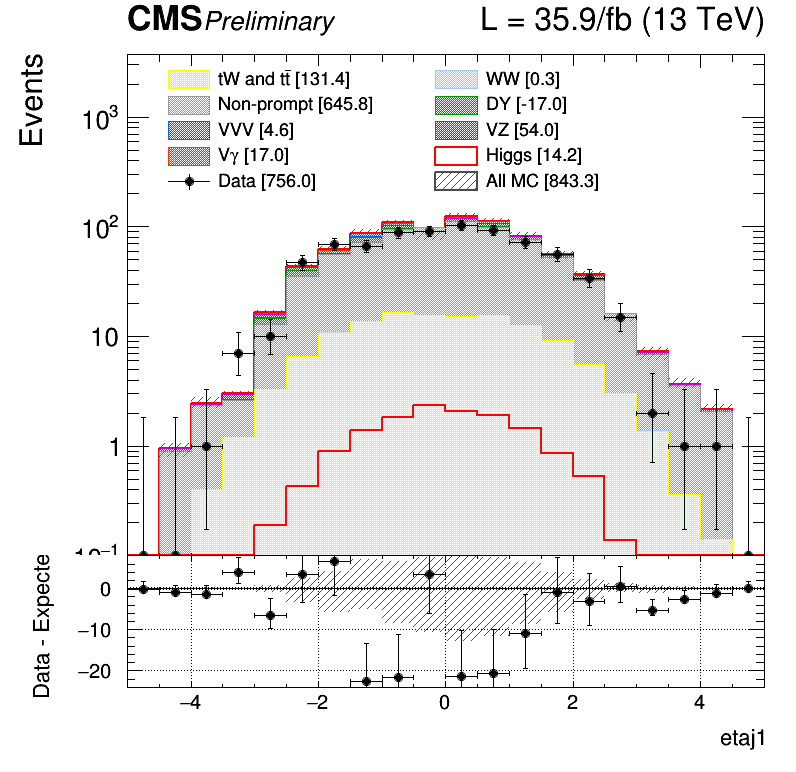 CMS Preliminary L = 35.9/fb (13 TeV)
Events
tW and tt̄ [131.4] WW [0.3]
Non-prompt [645.8] DY [-17.0]
VVV [4.6] VZ [54.0]
Vγ [17.0] Higgs [14.2]
Data [756.0] All MC [843.3]
10³
10²
10
1
10⁻¹
Data - Expecte
0
−10
−20
−4 −2 0 2 4
etaj1